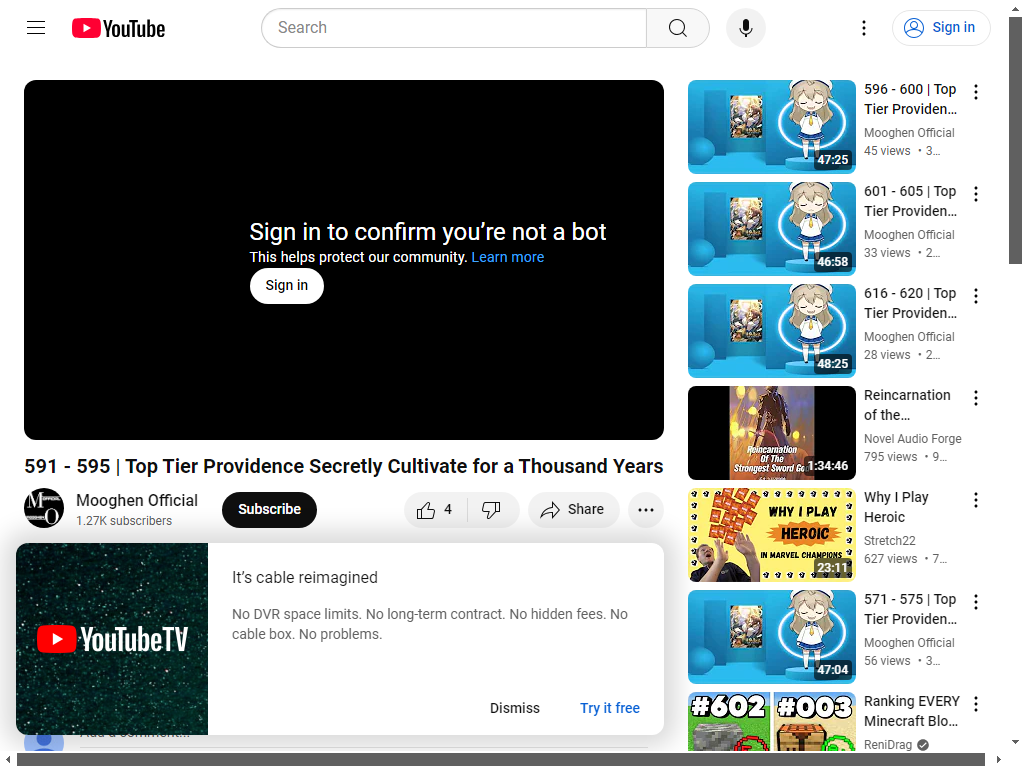 YouTube
Search
Sign in
Sign in to confirm you’re not a bot
This helps protect our community. Learn more
Sign in
591 - 595 | Top Tier Providence Secretly Cultivate for a Thousand Years
Mooghen Official
1.27K subscribers
Subscribe
4
Share
YouTubeTV
It’s cable reimagined
No DVR space limits. No long-term contract. No hidden fees. No
cable box. No problems.
Dismiss
Try it free
Add a comment...
47:25
596 - 600 | Top
Tier Providen...
Mooghen Official
45 views • 3...
46:58
601 - 605 | Top
Tier Providen...
Mooghen Official
33 views • 2...
48:25
616 - 620 | Top
Tier Providen...
Mooghen Official
28 views • 2...
Reincarnation
Of The
Strongest Sword Go
1:34:46
Reincarnation
of the...
Novel Audio Forge
795 views • 9...
WHY I PLAY
HEROIC
IN MARVEL CHAMPIONS
23:11
Why I Play
Heroic
Stretch22
627 views • 7...
47:04
571 - 575 | Top
Tier Providen...
Mooghen Official
56 views • 3...
#602 #003
Ranking EVERY
Minecraft Blo...
ReniDrag